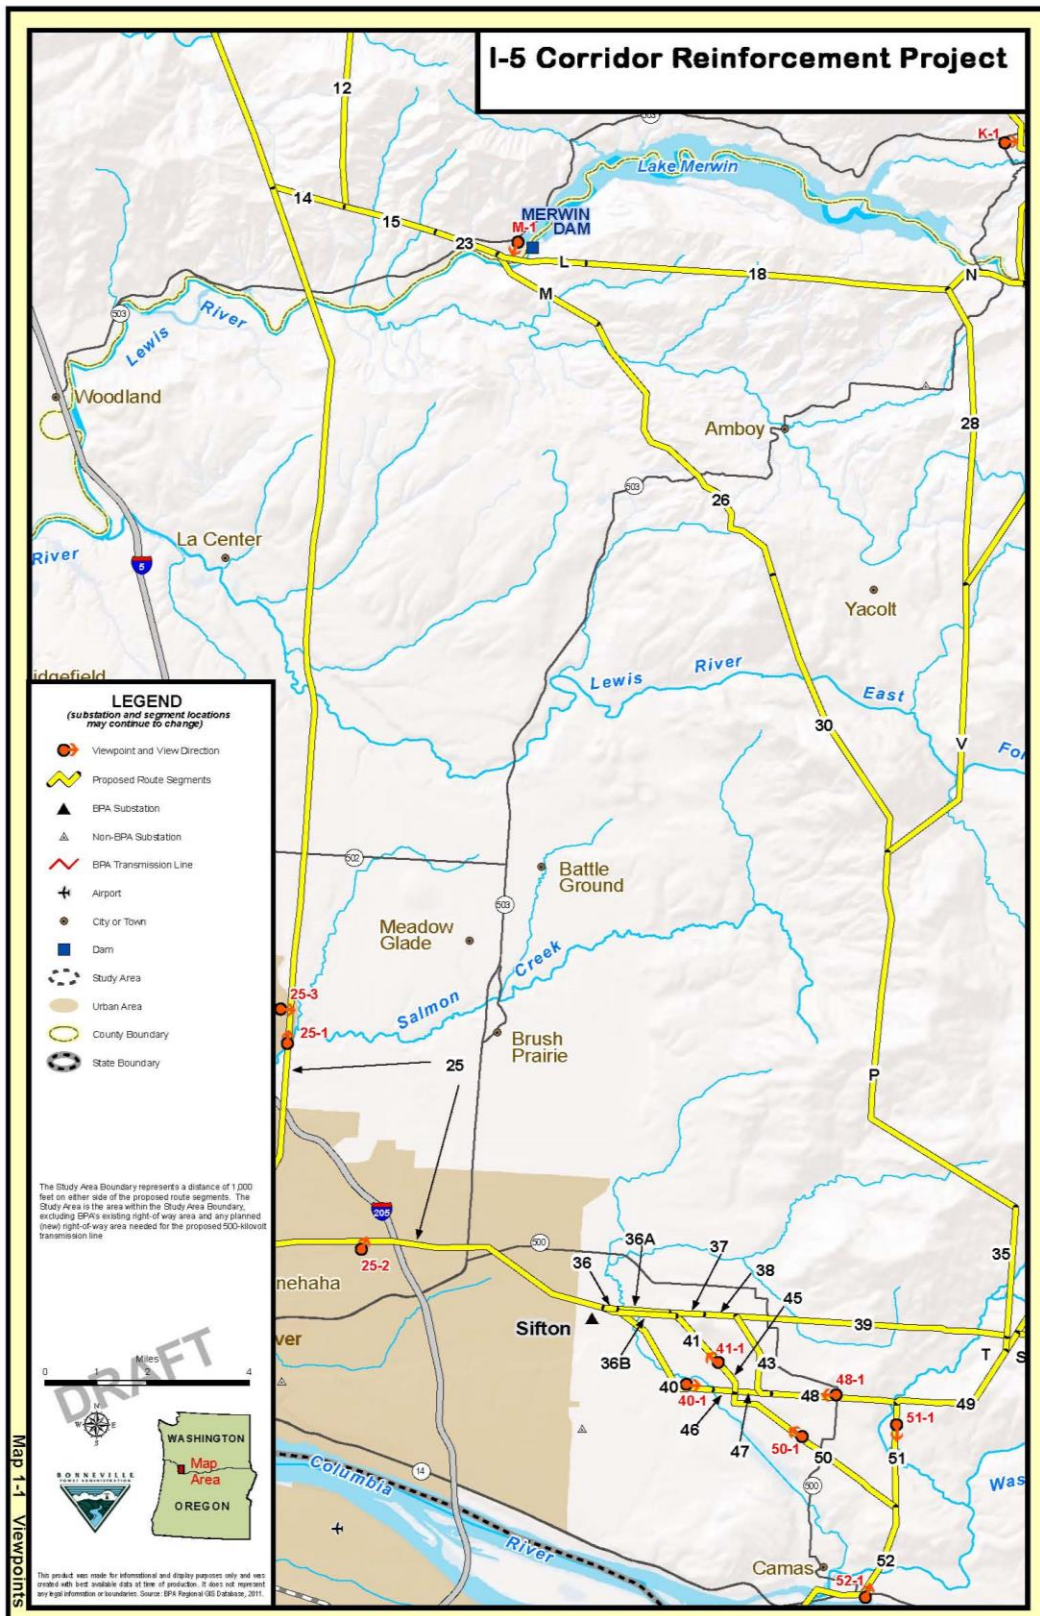 I-5 Corridor Reinforcement Project
12
503
K-1
Lake Merwin
14
15
MERWIN
M-1
DAM
23
L
18
N
M
503
Lewis
River
Woodland
Amboy
28
503
26
La Center
River
5
Yacolt
idgefield
Lewis
River
East
30
V
For
LEGEND
(substation and segment locations
may continue to change)
Viewpoint and View Direction
Proposed Route Segments
BPA Substation
Non-BPA Substation
BPA Transmission Line
Airport
City or Town
Dam
Study Area
Urban Area
County Boundary
State Boundary
502
Battle
Ground
503
Meadow
Glade
Salmon
Creek
25-3
25-1
Brush
Prairie
25
P
The Study Area Boundary represents a distance of 1,000
feet on either side of the proposed route segments. The
Study Area is the area within the Study Area Boundary,
excluding BPA's existing right-of way area and any planned
(new) right-of-way area needed for the proposed 500-kilovolt
transmission line
205
500
25-2
nehaha
ver
36
36A
37
38
45
35
Sifton
36B
41
41-1
43
39
T
S
40
40-1
46
47
48
48-1
49
50-1
50
51-1
51
500
Was
14
Columbia
River
Camas
52
52-1
DRAFT
Miles
0 1 2 4
N
W
E
S
WASHINGTON
Map
Area
OREGON
BONNEVILLE
POWER ADMINISTRATION
This product was made for informational and display purposes only and was
created with best available data at time of production. It does not represent
any legal information or boundaries. Source: BPA Regional GIS Database, 2011.
Map 1-1 Viewpoints